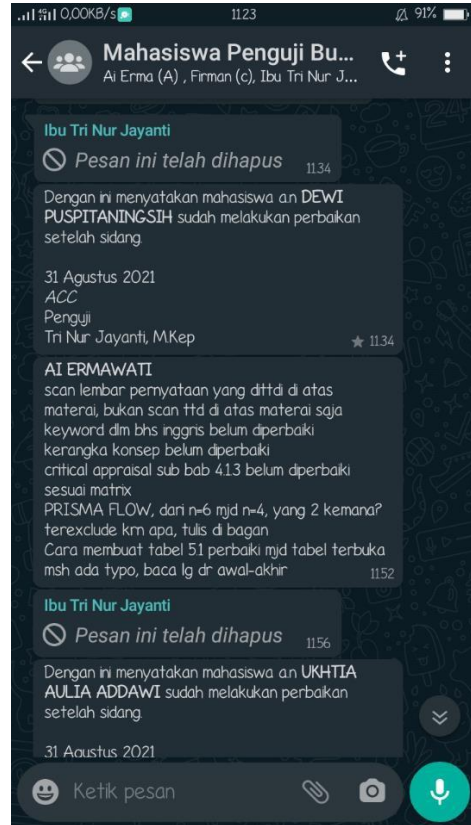 0,00KB/s 11:23 91%
Mahasiswa Penguji Bu...
Ai Erma (A) , Firman (c), Ibu Tri Nur J...
Ibu Tri Nur Jayanti
Pesan ini telah dihapus 11.34
Dengan ini menyatakan mahasiswa a.n DEWI
PUSPITANINGSIH sudah melakukan perbaikan
setelah sidang.
31 Agustus 2021
ACC
Penguji
Tri Nur Jayanti, M.Kep
11.34
AI ERMAWATI
scan lembar pernyataan yang dittdi di atas
materai, bukan scan ttd di atas materai saja
keyword dlm bhs inggris belum diperbaiki
kerangka konsep belum diperbaiki
critical appraisal sub bab 4.1.3 belum diperbaiki
sesuai matrix
PRISMA FLOW, dari n=6 mjd n=4, yang 2 kemana?
terexclude krn apa, tulis di bagan
Cara membuat tabel 5.1 perbaiki mjd tabel terbuka
msh ada typo, baca lg dr awal-akhir 11.52
Ibu Tri Nur Jayanti
Pesan ini telah dihapus 11.56
Dengan ini menyatakan mahasiswa a.n UKHTIA
AULIA ADDAWI sudah melakukan perbaikan
setelah sidang.
31 Agustus 2021
Ketik pesan